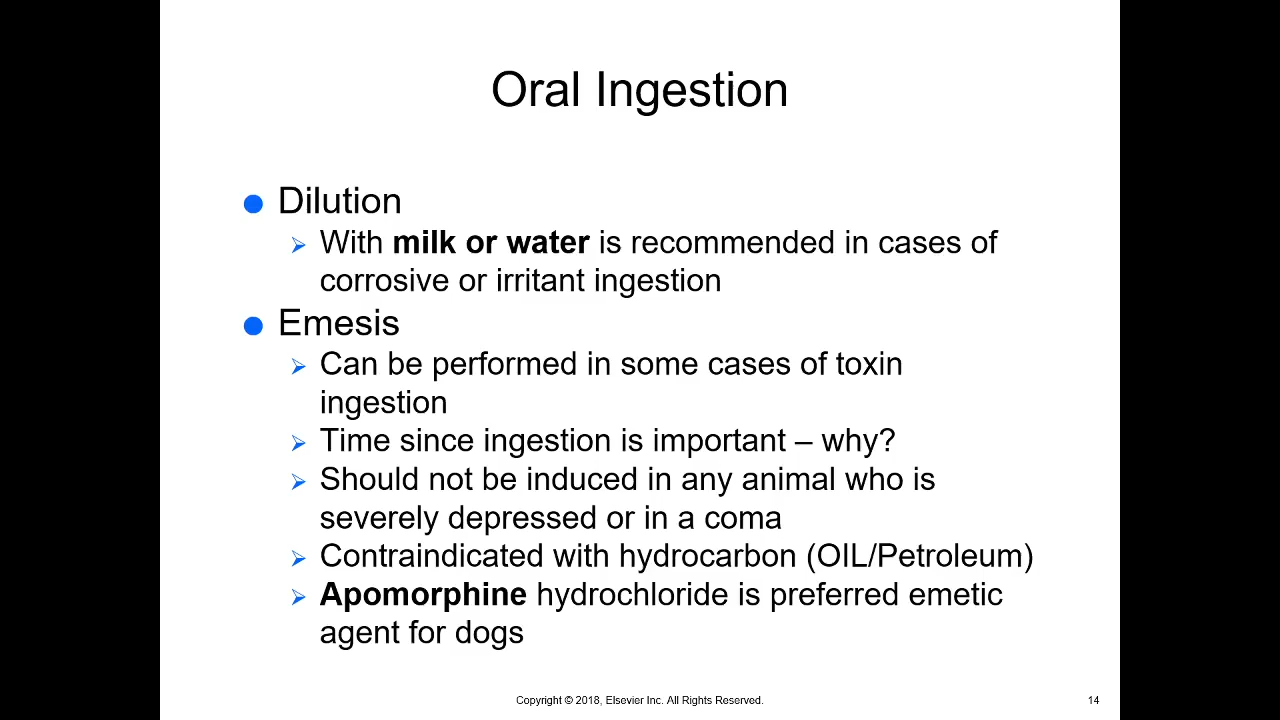 Oral Ingestion
Dilution
With milk or water is recommended in cases of
corrosive or irritant ingestion
Emesis
Can be performed in some cases of toxin
ingestion
Time since ingestion is important – why?
Should not be induced in any animal who is
severely depressed or in a coma
Contraindicated with hydrocarbon (OIL/Petroleum)
Apomorphine hydrochloride is preferred emetic
agent for dogs
Copyright © 2018, Elsevier Inc. All Rights Reserved.
14